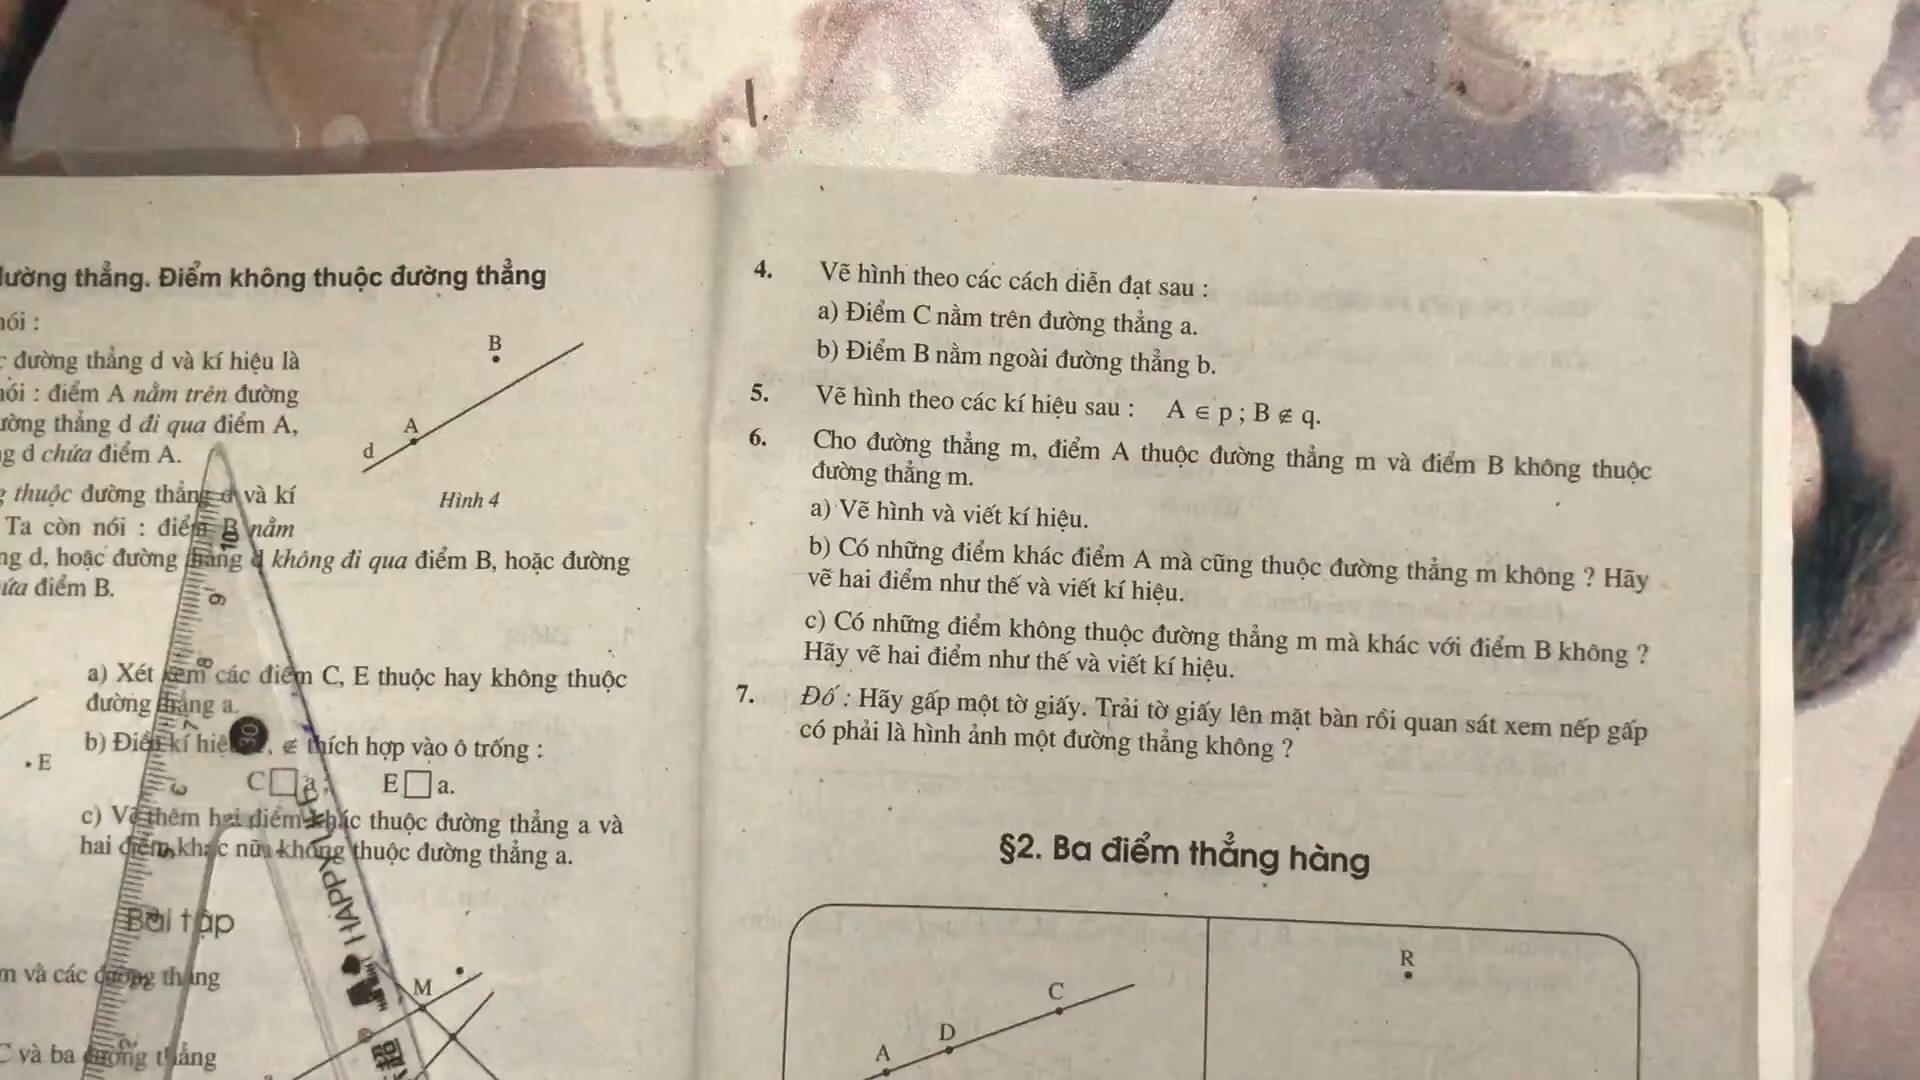 đường thẳng. Điểm không thuộc đường thẳng
nói :
đường thẳng d và kí hiệu là
nói : điểm A nằm trên đường
đường thẳng d đi qua điểm A,
d chứa điểm A.
thuộc đường thẳng d và kí
Ta còn nói : điểm B nằm
d, hoặc đường thẳng d không đi qua điểm B, hoặc đường
chứa điểm B.
B
A
d
Hình 4
a) Xét xem các điểm C, E thuộc hay không thuộc
đường thẳng a.
b) Điền kí hiệu , ∉ thích hợp vào ô trống :
. E
C □ a ; E □ a.
c) Vẽ thêm hai điểm khác thuộc đường thẳng a và
hai điểm khác nữa không thuộc đường thẳng a.
Bài tập
và các đường thẳng
M
C và ba đường thẳng
10
9
8
7
30
HAPPY
4. Vẽ hình theo các cách diễn đạt sau :
a) Điểm C nằm trên đường thẳng a.
b) Điểm B nằm ngoài đường thẳng b.
5. Vẽ hình theo các kí hiệu sau : A ∈ p ; B ∉ q.
6. Cho đường thẳng m, điểm A thuộc đường thẳng m và điểm B không thuộc
đường thẳng m.
a) Vẽ hình và viết kí hiệu.
b) Có những điểm khác điểm A mà cũng thuộc đường thẳng m không ? Hãy
vẽ hai điểm như thế và viết kí hiệu.
c) Có những điểm không thuộc đường thẳng m mà khác với điểm B không ?
Hãy vẽ hai điểm như thế và viết kí hiệu.
7. Đố : Hãy gấp một tờ giấy. Trải tờ giấy lên mặt bàn rồi quan sát xem nếp gấp
có phải là hình ảnh một đường thẳng không ?
§2. Ba điểm thẳng hàng
R
C
D
A